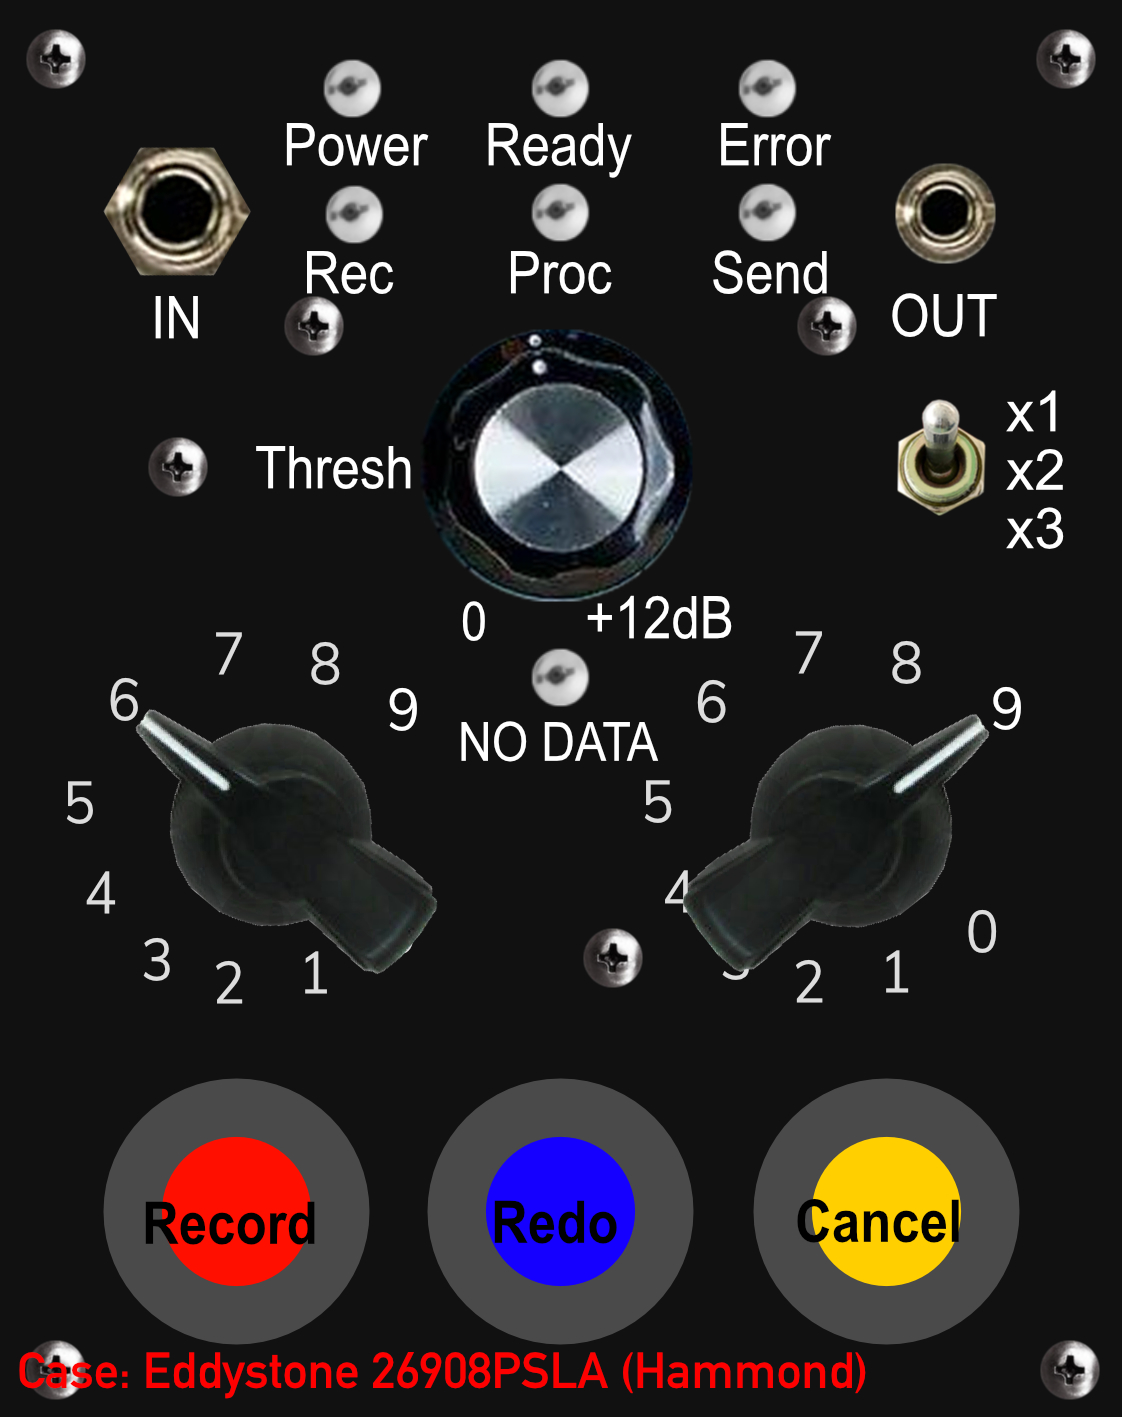 Power Ready Error
Rec Proc Send
IN
OUT
Thresh
x1
x2
x3
0 +12dB
NO DATA
6 7 8 9
5
4
3 2 1
6 7 8 9
5
4
3 2 1 0
Record Redo Cancel
Case: Eddystone 26908PSLA (Hammond)